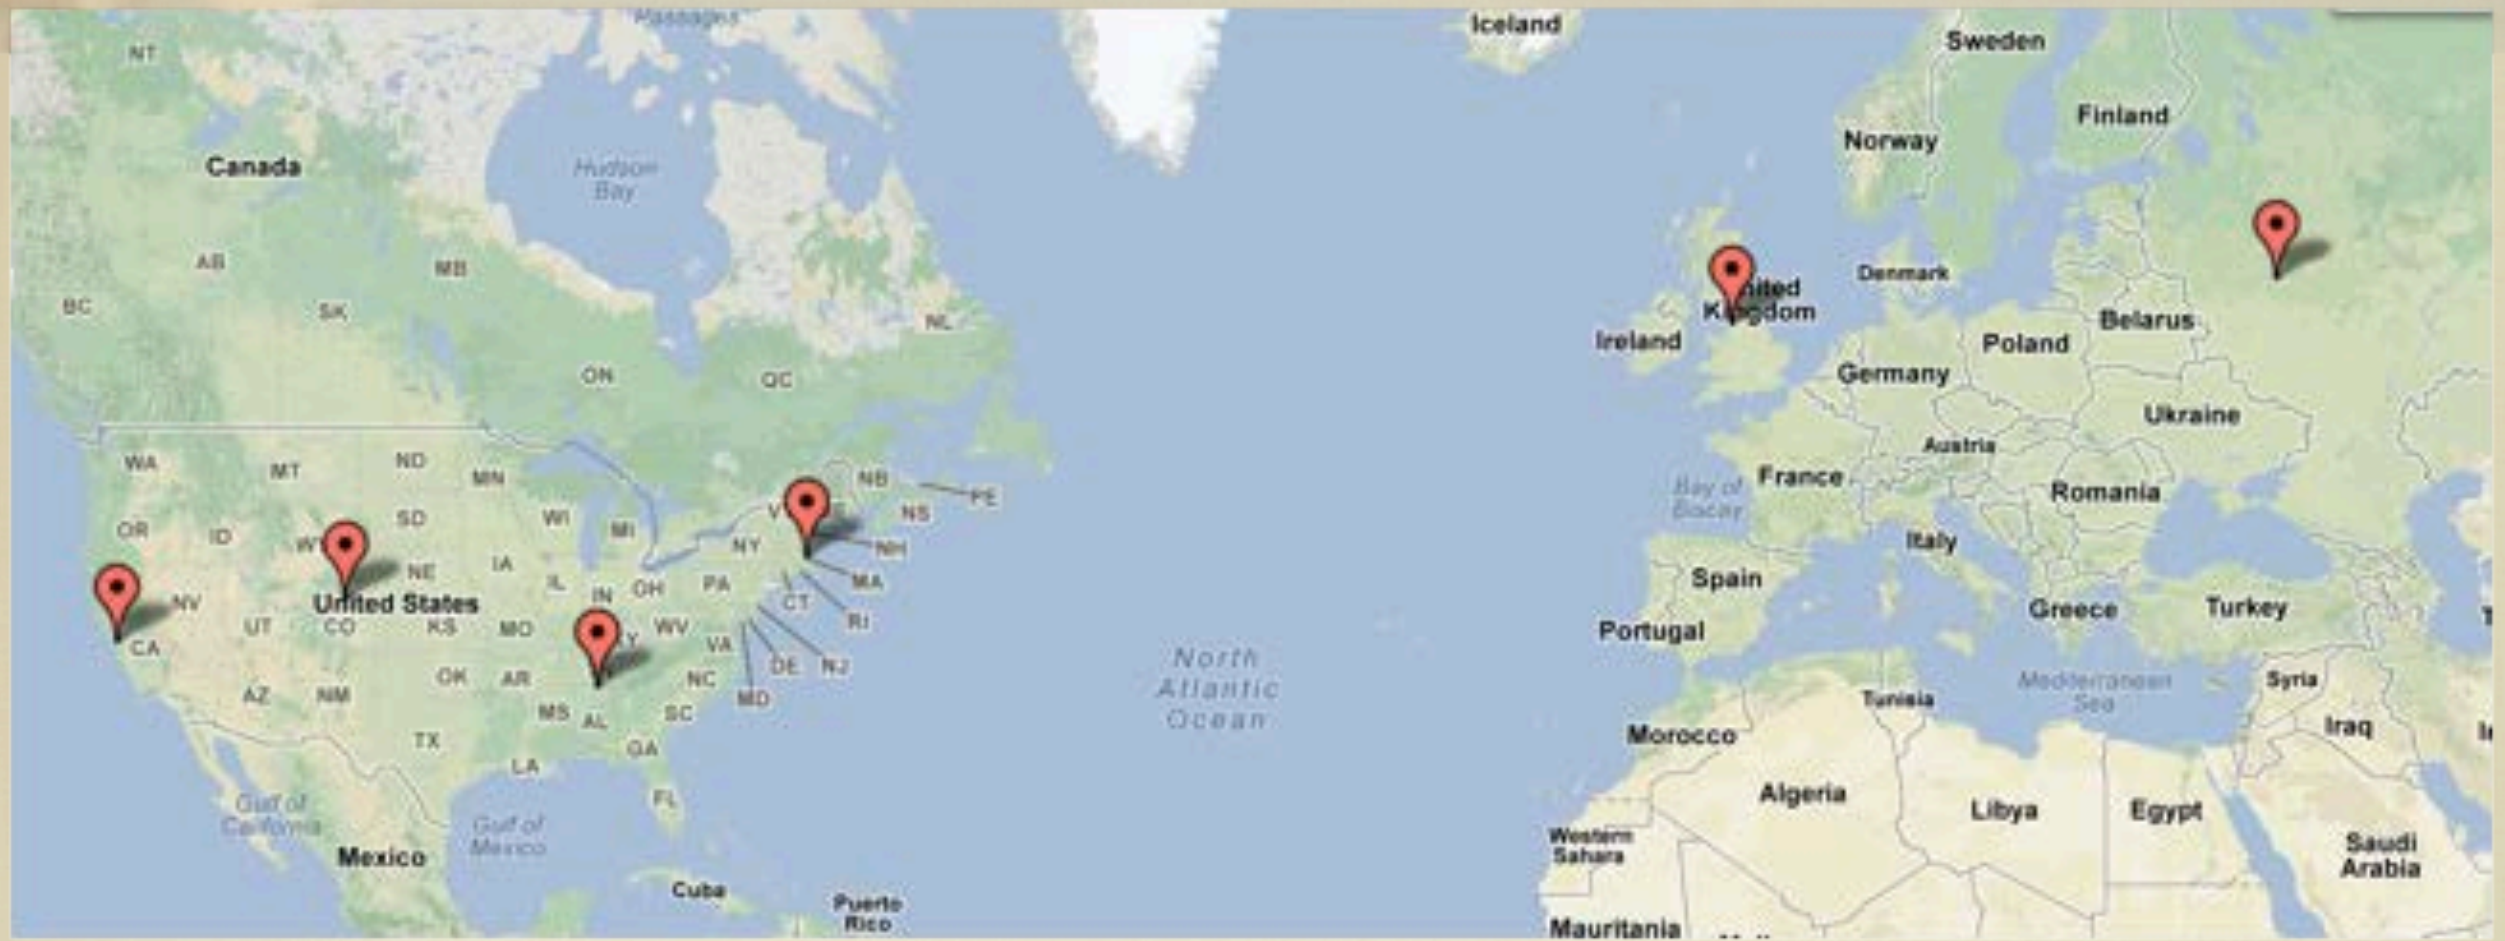 Passages
Iceland
NT
Sweden
Finland
Norway
Canada
Hudson
Bay
AB
MB
BC
SK
NL
Denmark
United
Kingdom
Ireland
Belarus
Poland
Germany
ON
QC
Ukraine
Austria
France
Bay of
Biscay
Romania
WA
MT
ND
MN
NB
PE
NS
OR
ID
SD
WI
MI
NY
NH
Italy
NE
IA
IL
IN
OH
PA
MA
CT
RI
Spain
Greece
Turkey
Portugal
NV
United States
UT
CO
KS
MO
WV
VA
DE
NJ
MD
CA
AZ
NM
OK
AR
NC
SC
MS
AL
GA
TX
LA
FL
North
Atlantic
Ocean
Mediterranean
Sea
Syria
Tunisia
Iraq
Morocco
Algeria
Libya
Egypt
Saudi
Arabia
Western
Sahara
Mauritania
Gulf of
California
Gulf of
Mexico
Mexico
Cuba
Puerto
Rico